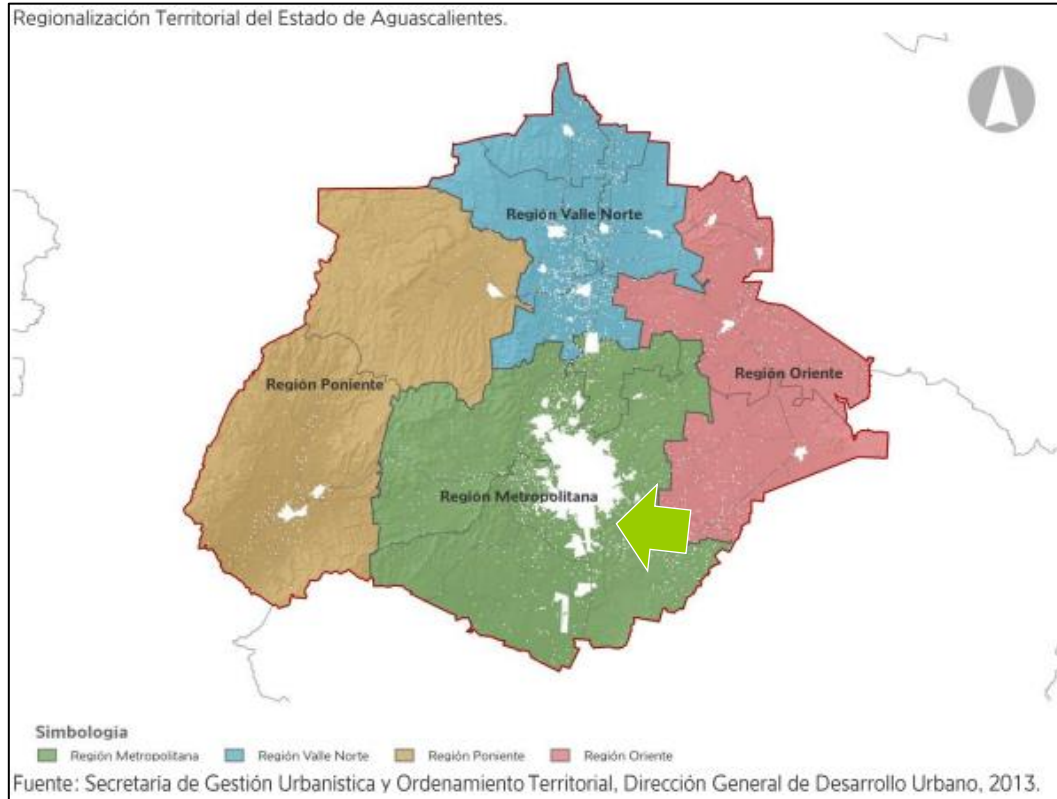 Regionalización Territorial del Estado de Aguascalientes.
Región Valle Norte
Región Oriente
Región Poniente
Región Metropolitana
Simbología
Región Metropolitana Región Valle Norte Región Poniente Región Oriente
Fuente: Secretaría de Gestión Urbanística y Ordenamiento Territorial, Dirección General de Desarrollo Urbano, 2013.